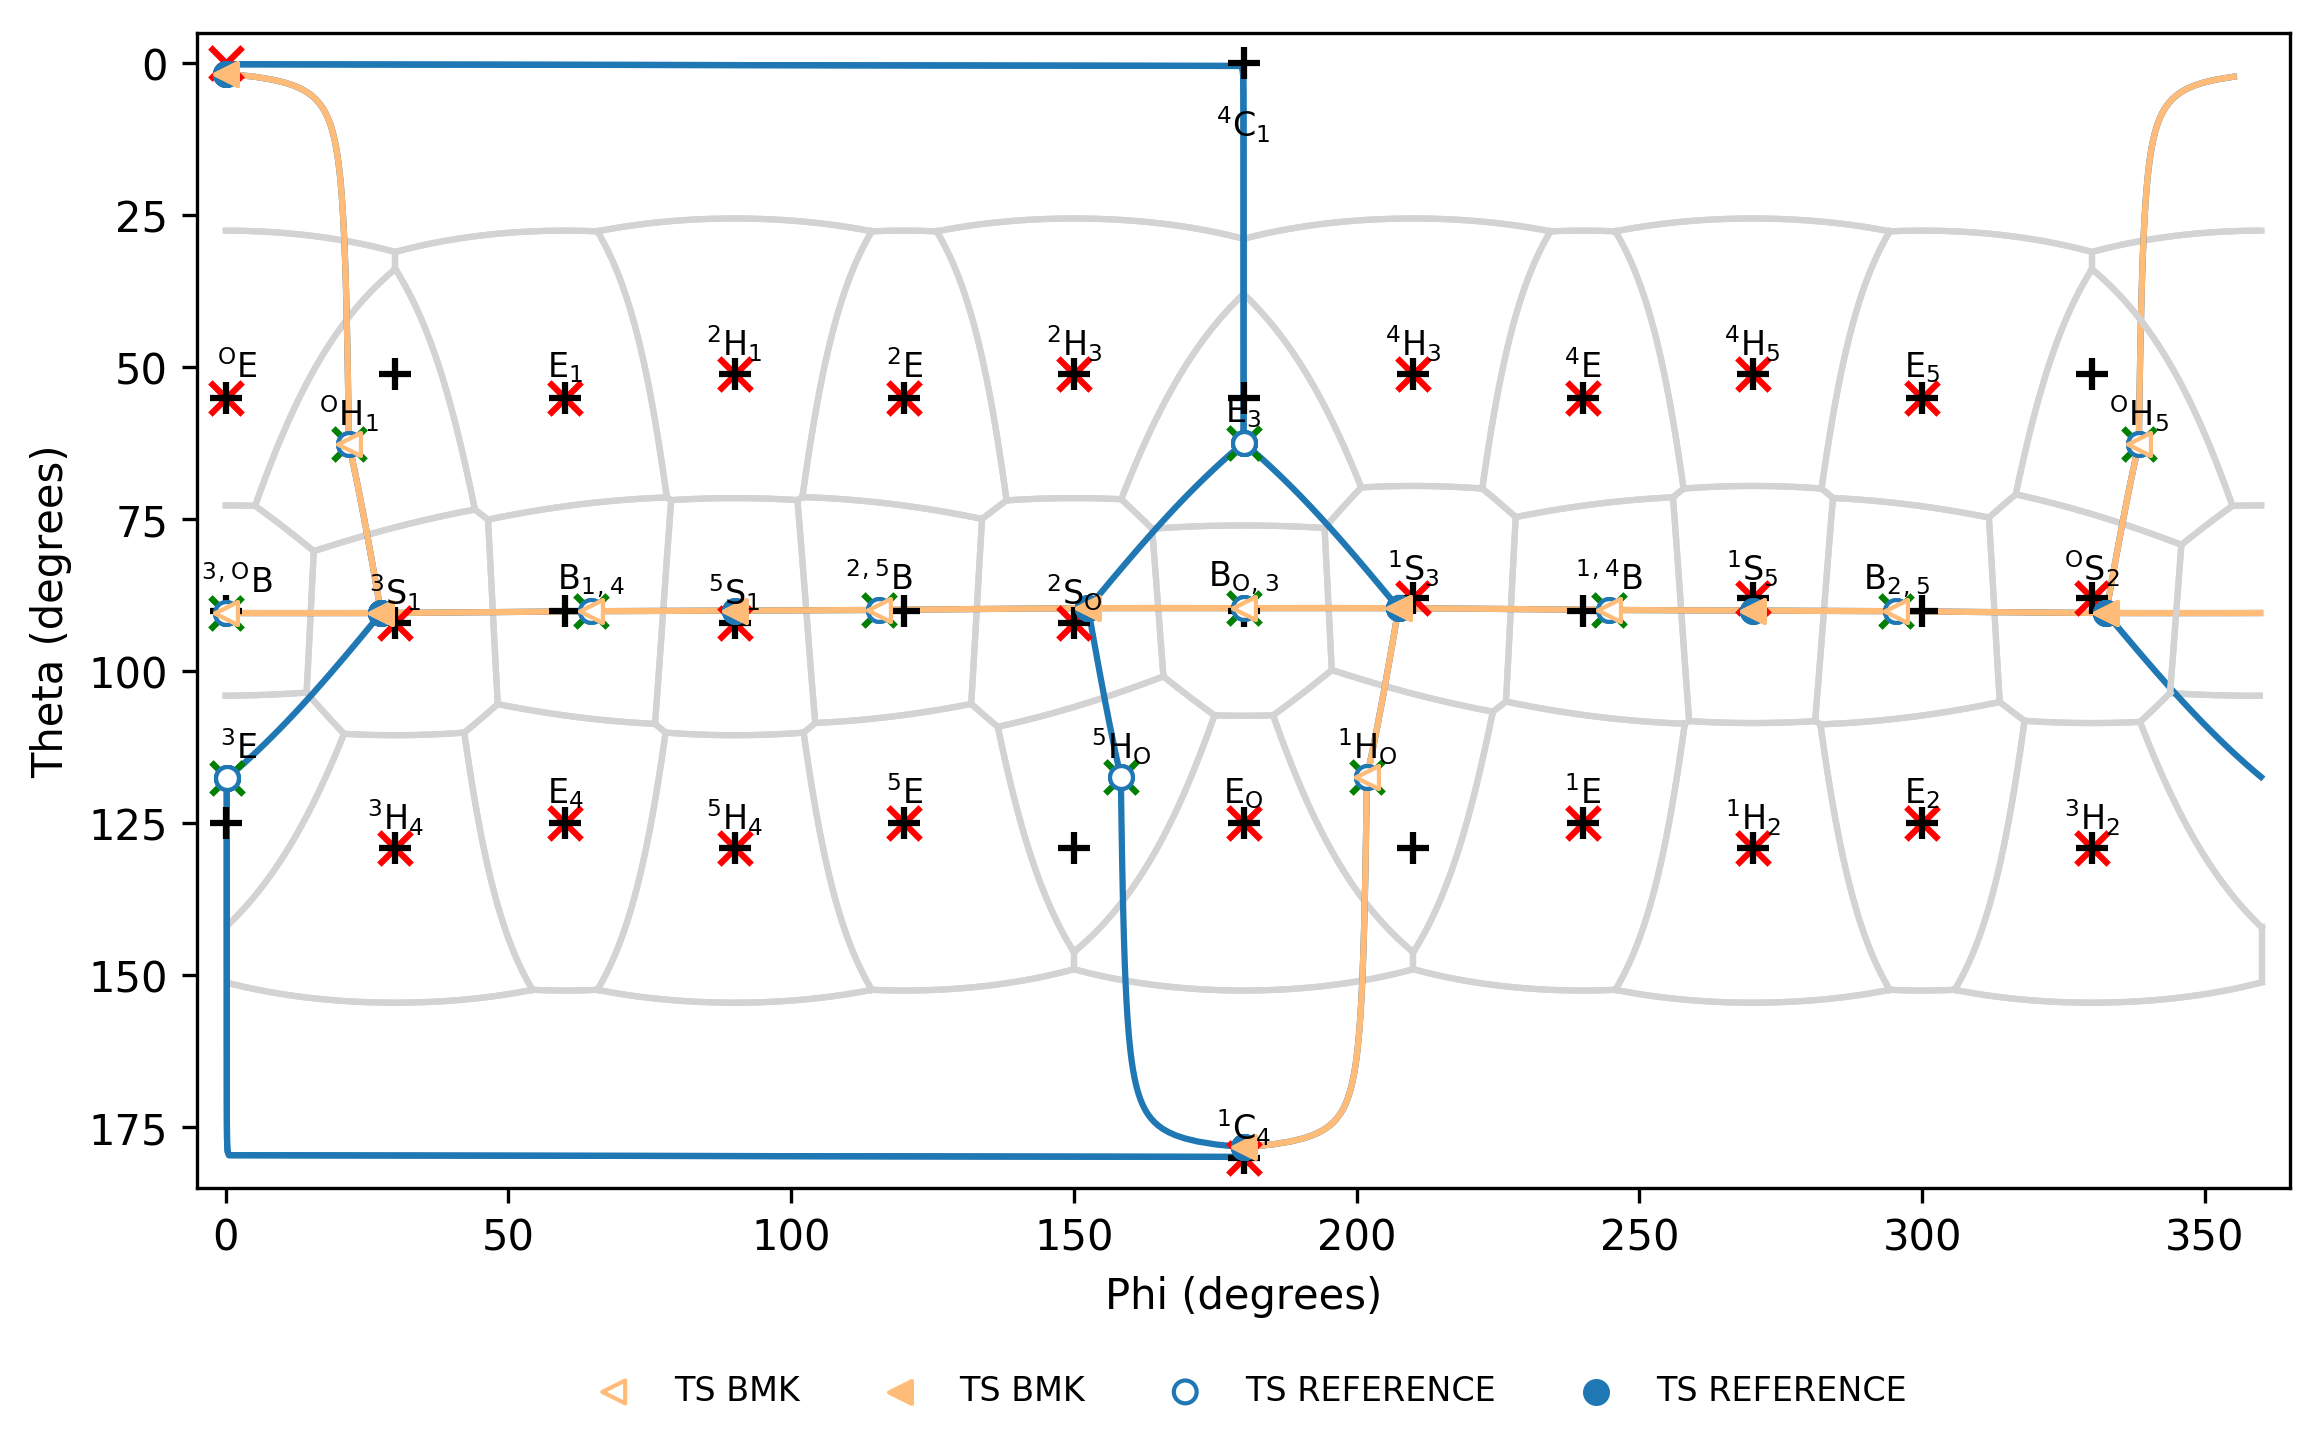 0
⁴C₁
25
²H₁ ²H₃ ⁴H₃ ⁴H₅
50 ᴼE E₁ ²E ⁴E E₅
ᴼH₁ E₃ ᴼH₅
75
³,ᴼB ³S₁ B₁,₄ ⁵S₁ ²,⁵B ²Sₒ Bₒ,₃ ¹S₃ ¹,⁴B ¹S₅ B₂,₅ ᴼS₂
100
³E ⁵Hₒ ¹Hₒ
125 ³H₄ E₄ ⁵H₄ ⁵E Eₒ ¹E ¹H₂ E₂ ³H₂
150
175 ¹C₄
Theta (degrees)
0 50 100 150 200 250 300 350
Phi (degrees)
TS BMK TS BMK TS REFERENCE TS REFERENCE